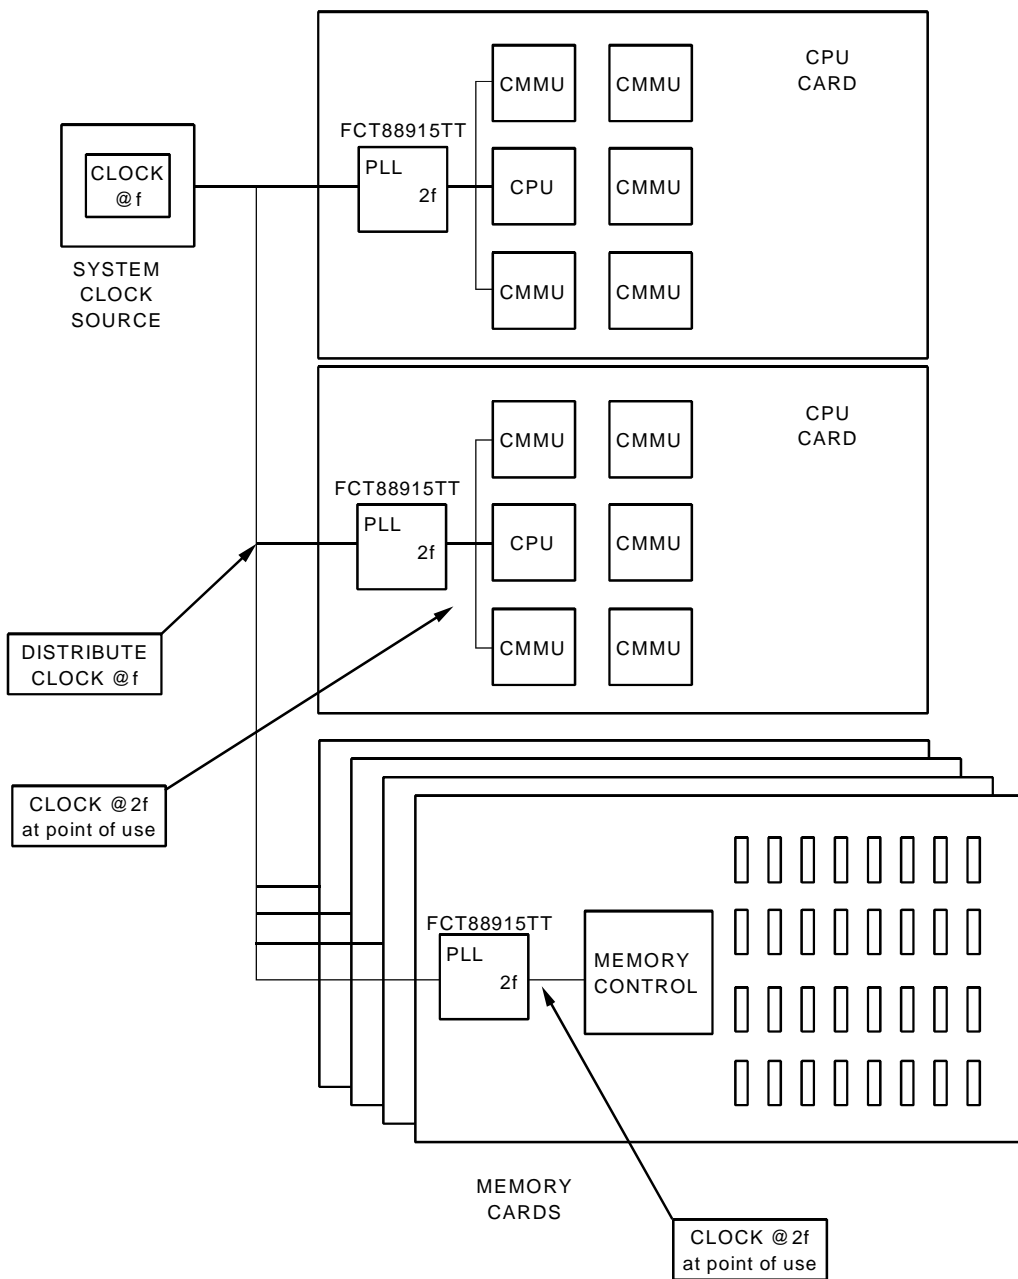 CPU
CARD
CMMU
CMMU
FCT88915TT
CLOCK
@f
PLL
2f
CPU
CMMU
SYSTEM
CLOCK
SOURCE
CMMU
CMMU
CPU
CARD
CMMU
CMMU
FCT88915TT
PLL
2f
CPU
CMMU
DISTRIBUTE
CLOCK @f
CMMU
CMMU
CLOCK @2f
at point of use
FCT88915TT
PLL
2f
MEMORY
CONTROL
MEMORY
CARDS
CLOCK @2f
at point of use